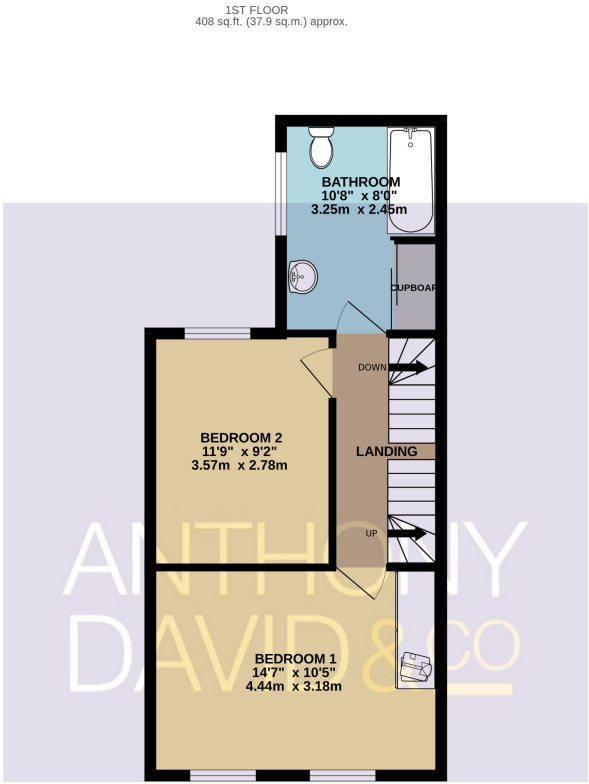 1ST FLOOR
408 sq.ft. (37.9 sq.m.) approx.
BATHROOM
10'8" x 8'0"
3.25m x 2.45m
CUPBOAR
DOWN
BEDROOM 2
11'9" x 9'2"
3.57m x 2.78m
LANDING
UP
ANTHONY
DAVID & CO
BEDROOM 1
14'7" x 10'5"
4.44m x 3.18m